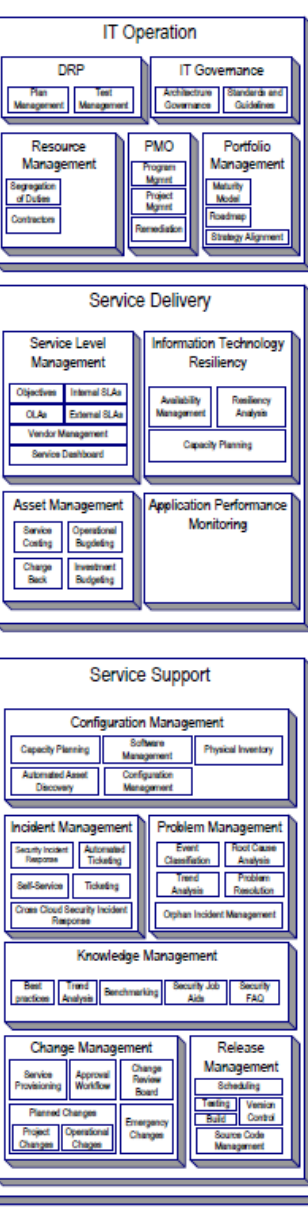 IT Operation
DRP
Plan
Management
Test
Management
IT Governance
Architectrure
Governance
Standards and
Guidelines
Resource
Management
Segregation
of Duties
Contractors
PMO
Program
Mgmnt
Project
Mgmnt
Remediation
Portfolio
Management
Maturity
Model
Roadmap
Strategy Alignment
Service Delivery
Service Level
Management
Objectives
Internal SLAs
OLAs
External SLAs
Vendor Management
Service Dashboard
Information Technology
Resiliency
Availability
Management
Resiliency
Analysis
Capacity Planning
Asset Management
Service
Costing
Operational
Bugdeting
Charge
Back
Investment
Budgeting
Application Performance
Monitoring
Service Support
Configuration Management
Capacity Planning
Software
Management
Physical Inventory
Automated Asset
Discovery
Configuration
Management
Incident Management
Security Incident
Response
Automated
Ticketing
Self-Service
Ticketing
Cross Cloud Security Incident
Response
Problem Management
Event
Classifiation
Root Cause
Analysis
Trend
Analysis
Problem
Resolution
Orphan Incident Management
Knowledge Management
Best
practices
Trend
Analysis
Benchmarking
Security Job
Aids
Security
FAQ
Change Management
Service
Provisioning
Approval
Workflow
Change
Review
Board
Planned Changes
Project
Changes
Operational
Chages
Emergency
Changes
Release
Management
Scheduling
Testing
Build
Version
Control
Source Code
Management